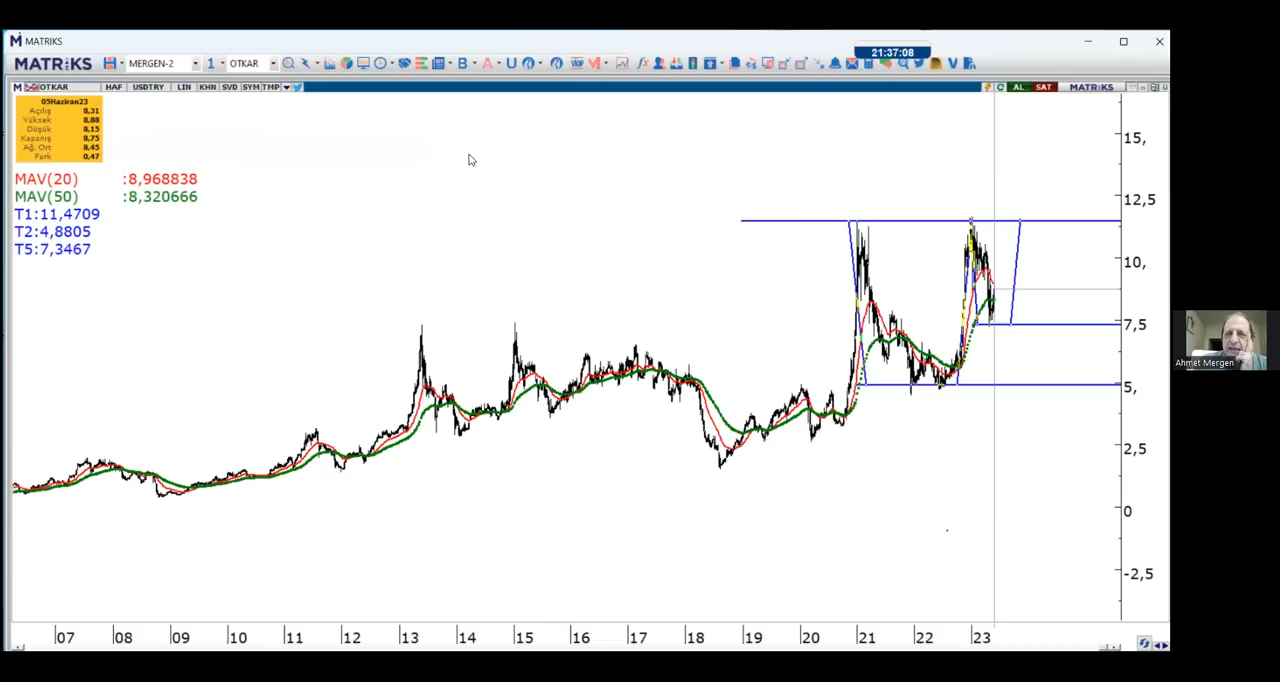 MATRIKS
MATRIKS MERGEN-2 1 OTKAR
21:37:08
OTKAR HAF USDTRY LIN KHN SVD SYM TMP AL SAT MATRIKS
05Haziran23
Açılış 8,31
Yüksek 8,88
Düşük 8,15
Kapanış 8,75
Ağ. Ort 8,45
Fark 0,47
MAV(20) :8,968838
MAV(50) :8,320666
T1:11,4709
T2:4,8805
T5:7,3467
15,
12,5
10,
7,5
5,
2,5
0
-2,5
07 08 09 10 11 12 13 14 15 16 17 18 19 20 21 22 23
Ahmet Mergen